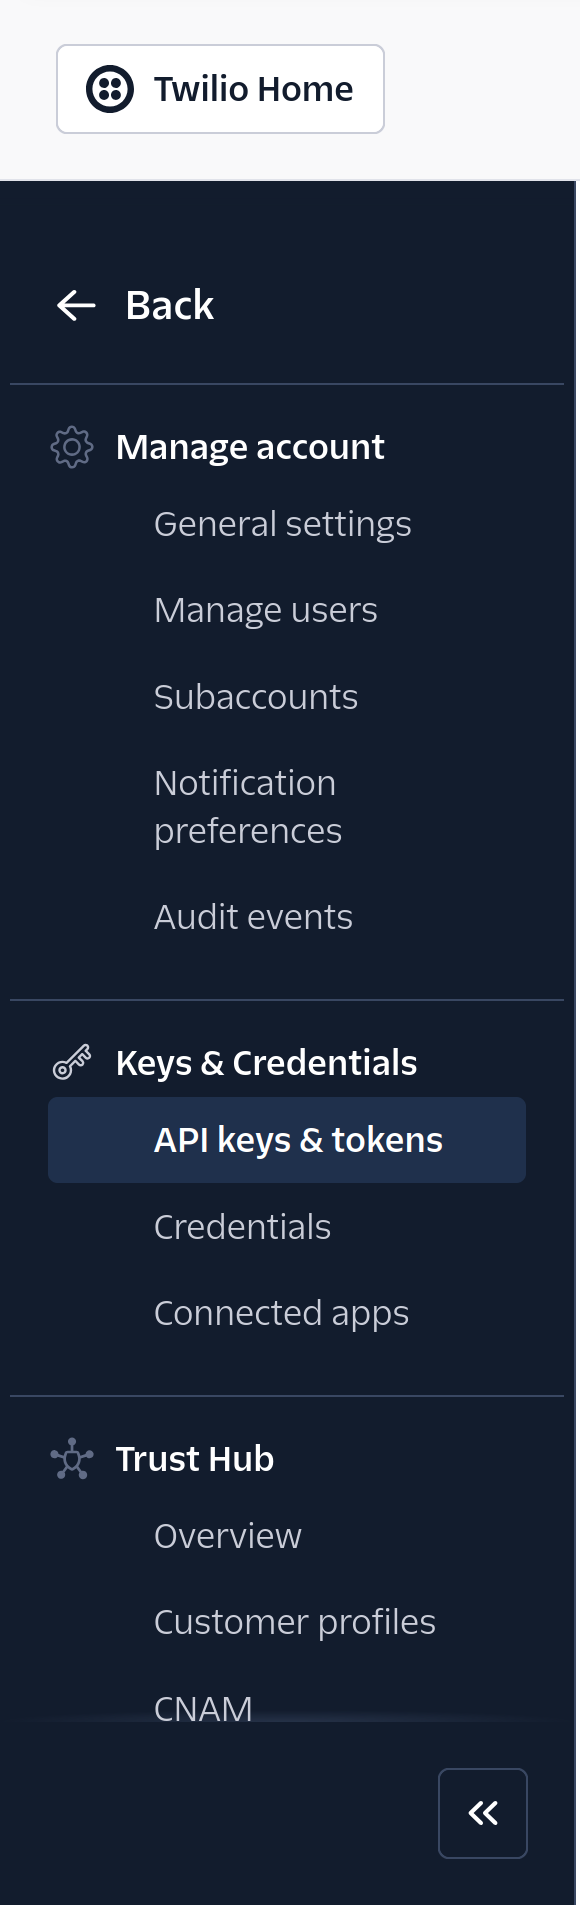 Twilio Home
Back
Manage account
General settings
Manage users
Subaccounts
Notification
preferences
Audit events
Keys & Credentials
API keys & tokens
Credentials
Connected apps
Trust Hub
Overview
Customer profiles
CNAM